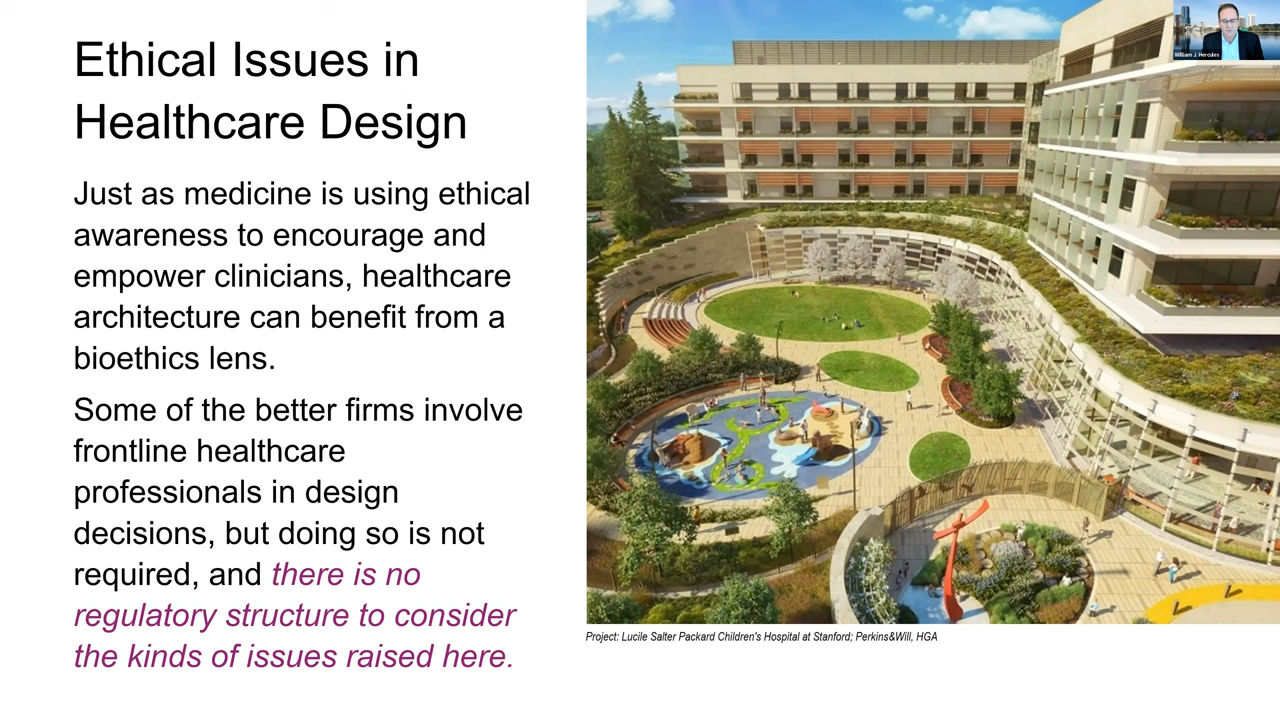 Ethical Issues in
Healthcare Design
Just as medicine is using ethical
awareness to encourage and
empower clinicians, healthcare
architecture can benefit from a
bioethics lens.
Some of the better firms involve
frontline healthcare
professionals in design
decisions, but doing so is not
required, and there is no
regulatory structure to consider
the kinds of issues raised here.
William J. Hercules
Project: Lucile Salter Packard Children's Hospital at Stanford; Perkins&Will, HGA